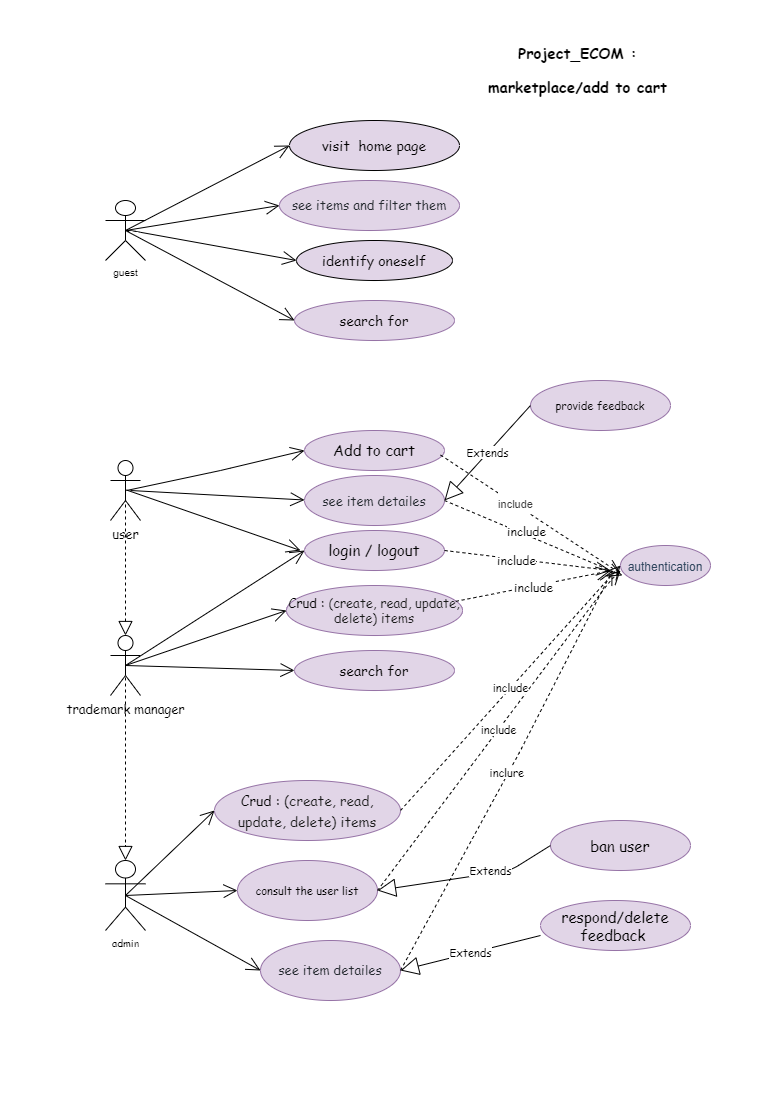 Project_ECOM :
marketplace/add to cart
visit home page
see items and filter them
guest
identify oneself
search for
provide feedback
Add to cart
Extends
see item detailes
include
user
include
login / logout
include
authentication
include
Crud : (create, read, update,
delete) items
search for
include
trademark manager
include
inclure
Crud : (create, read,
update, delete) items
ban user
Extends
consult the user list
respond/delete
feedback
admin
Extends
see item detailes